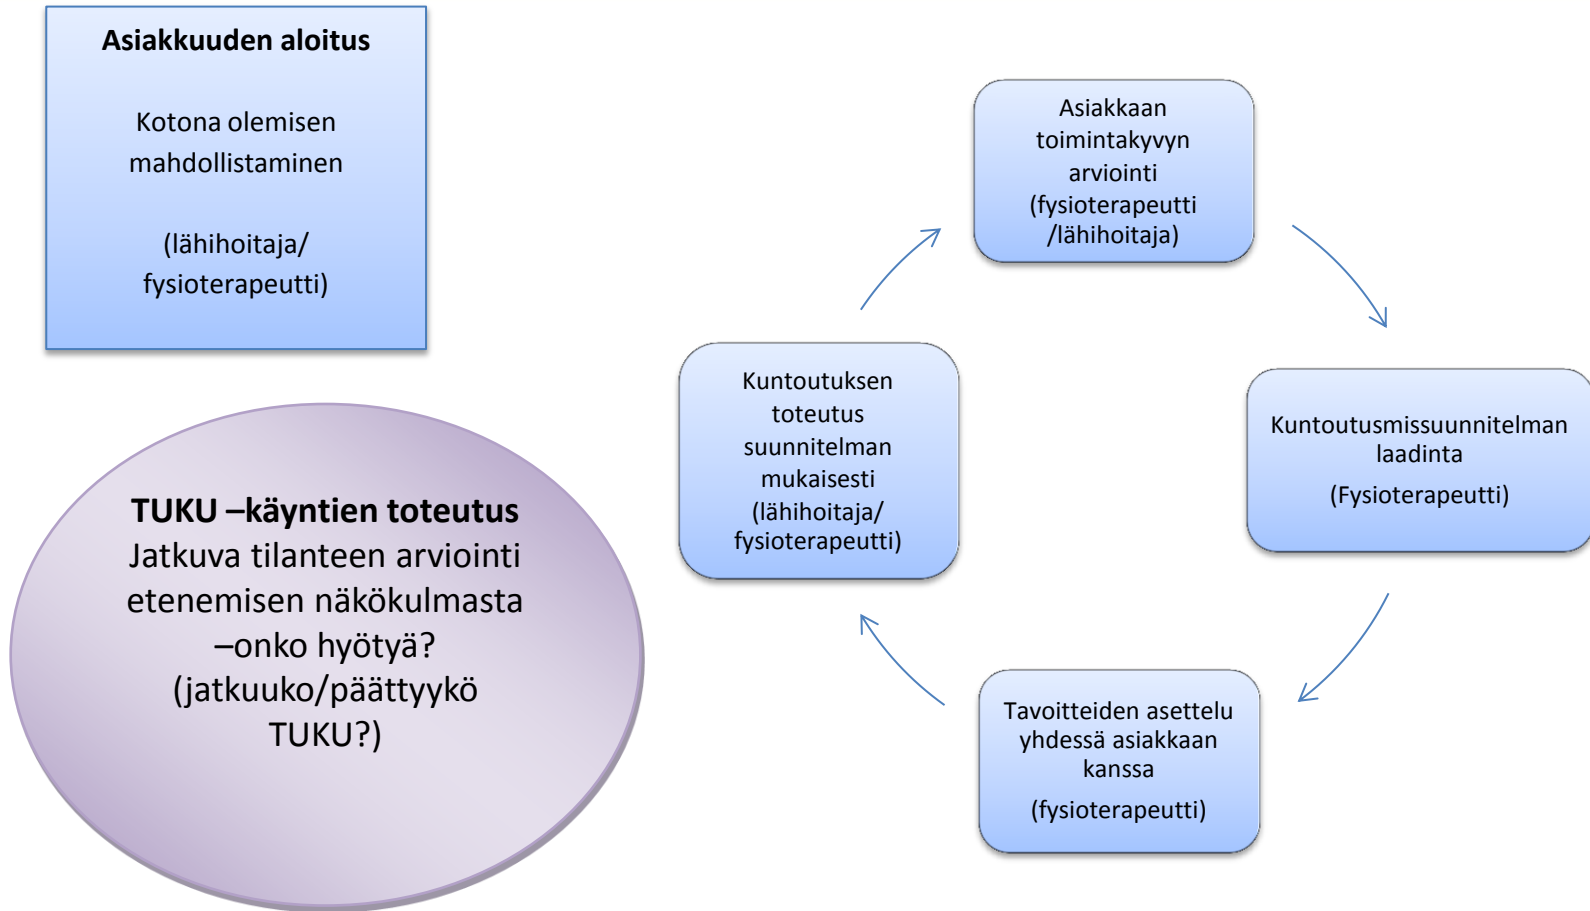 Asiakkuuden aloitus
Kotona olemisen
mahdollistaminen
(lähihoitaja/
fysioterapeutti)
TUKU –käyntien toteutus
Jatkuva tilanteen arviointi
etenemisen näkökulmasta
–onko hyötyä?
(jatkuuko/päättyykö
TUKU?)
Asiakkaan
toimintakyvyn
arviointi
(fysioterapeutti
/lähihoitaja)
Kuntoutusmissuunnitelman
laadinta
(Fysioterapeutti)
Tavoitteiden asettelu
yhdessä asiakkaan
kanssa
(fysioterapeutti)
Kuntoutuksen
toteutus
suunnitelman
mukaisesti
(lähihoitaja/
fysioterapeutti)